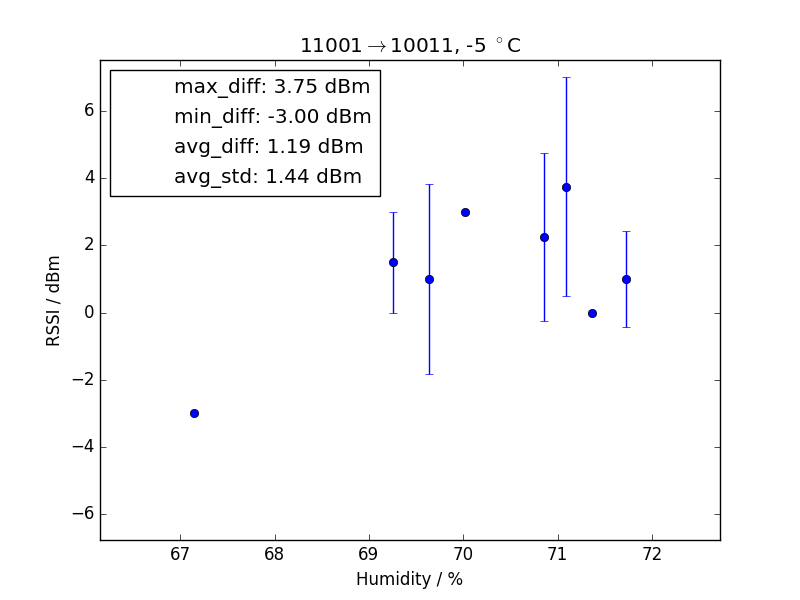 11001→10011, -5 °C
max_diff: 3.75 dBm
min_diff: -3.00 dBm
avg_diff: 1.19 dBm
avg_std: 1.44 dBm
RSSI / dBm
6
4
2
0
−2
−4
−6
67 68 69 70 71 72
Humidity / %